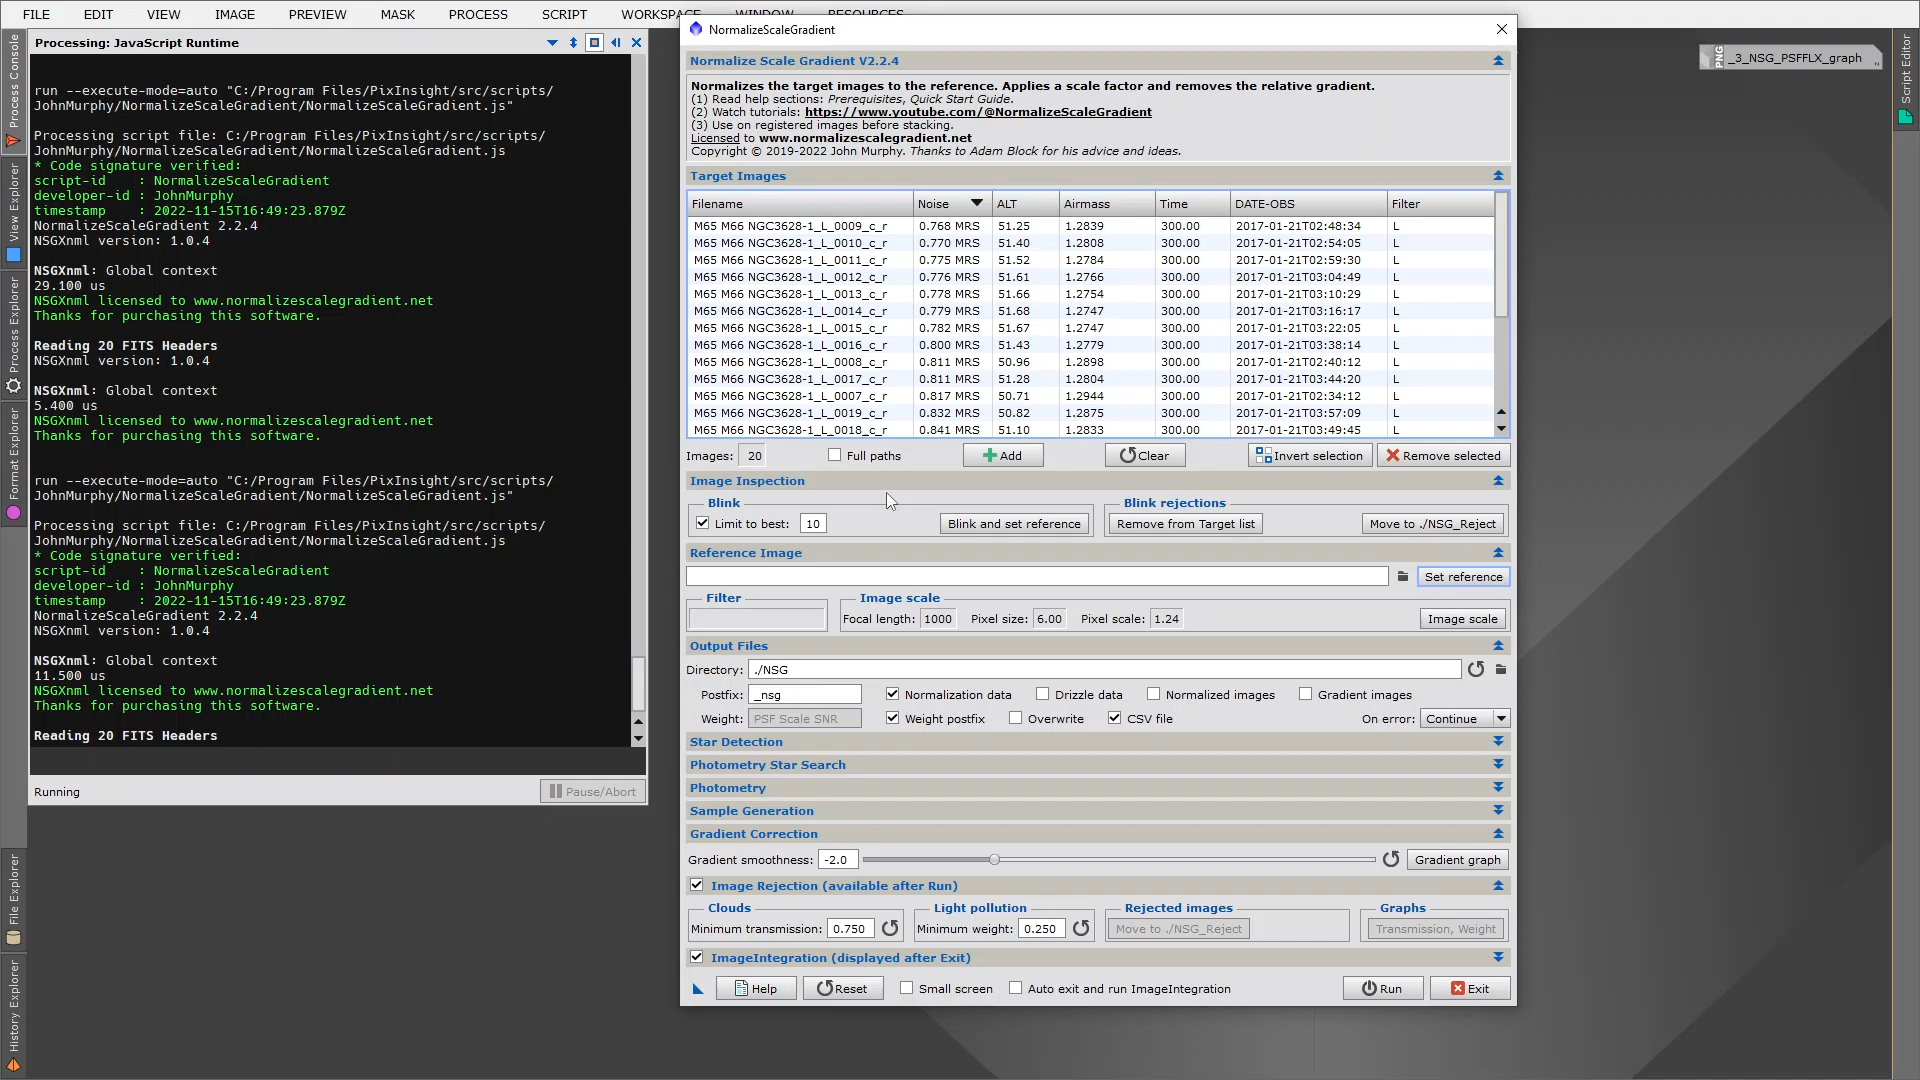 FILE EDIT VIEW IMAGE PREVIEW MASK PROCESS SCRIPT WORKSPACE WINDOW RESOURCES
Process Console
View Explorer
Process Explorer
Format Explorer
File Explorer
History Explorer
Processing: JavaScript Runtime
run --execute-mode=auto "C:/Program Files/PixInsight/src/scripts/
JohnMurphy/NormalizeScaleGradient/NormalizeScaleGradient.js"
Processing script file: C:/Program Files/PixInsight/src/scripts/
JohnMurphy/NormalizeScaleGradient/NormalizeScaleGradient.js
* Code signature verified:
script-id    : NormalizeScaleGradient
developer-id : JohnMurphy
timestamp    : 2022-11-15T16:49:23.879Z
NormalizeScaleGradient 2.2.4
NSGXnml version: 1.0.4
NSGXnml: Global context
29.100 us
NSGXnml licensed to www.normalizescalegradient.net
Thanks for purchasing this software.
Reading 20 FITS Headers
NSGXnml version: 1.0.4
NSGXnml: Global context
5.400 us
NSGXnml licensed to www.normalizescalegradient.net
Thanks for purchasing this software.
run --execute-mode=auto "C:/Program Files/PixInsight/src/scripts/
JohnMurphy/NormalizeScaleGradient/NormalizeScaleGradient.js"
Processing script file: C:/Program Files/PixInsight/src/scripts/
JohnMurphy/NormalizeScaleGradient/NormalizeScaleGradient.js
* Code signature verified:
script-id    : NormalizeScaleGradient
developer-id : JohnMurphy
timestamp    : 2022-11-15T16:49:23.879Z
NormalizeScaleGradient 2.2.4
NSGXnml version: 1.0.4
NSGXnml: Global context
11.500 us
NSGXnml licensed to www.normalizescalegradient.net
Thanks for purchasing this software.
Reading 20 FITS Headers
Running Pause/Abort
NormalizeScaleGradient
Normalize Scale Gradient V2.2.4
Normalizes the target images to the reference. Applies a scale factor and removes the relative gradient.
(1) Read help sections: Prerequisites, Quick Start Guide.
(2) Watch tutorials: https://www.youtube.com/@NormalizeScaleGradient
(3) Use on registered images before stacking.
Licensed to www.normalizescalegradient.net
Copyright © 2019-2022 John Murphy. Thanks to Adam Block for his advice and ideas.
Target Images
Filename Noise ALT Airmass Time DATE-OBS Filter
M65 M66 NGC3628-1_L_0009_c_r 0.768 MRS 51.25 1.2839 300.00 2017-01-21T02:48:34 L
M65 M66 NGC3628-1_L_0010_c_r 0.770 MRS 51.40 1.2808 300.00 2017-01-21T02:54:05 L
M65 M66 NGC3628-1_L_0011_c_r 0.775 MRS 51.52 1.2784 300.00 2017-01-21T02:59:30 L
M65 M66 NGC3628-1_L_0012_c_r 0.776 MRS 51.61 1.2766 300.00 2017-01-21T03:04:49 L
M65 M66 NGC3628-1_L_0013_c_r 0.778 MRS 51.66 1.2754 300.00 2017-01-21T03:10:29 L
M65 M66 NGC3628-1_L_0014_c_r 0.779 MRS 51.68 1.2747 300.00 2017-01-21T03:16:17 L
M65 M66 NGC3628-1_L_0015_c_r 0.782 MRS 51.67 1.2747 300.00 2017-01-21T03:22:05 L
M65 M66 NGC3628-1_L_0016_c_r 0.800 MRS 51.43 1.2779 300.00 2017-01-21T03:38:14 L
M65 M66 NGC3628-1_L_0008_c_r 0.811 MRS 50.96 1.2898 300.00 2017-01-21T02:40:12 L
M65 M66 NGC3628-1_L_0017_c_r 0.811 MRS 51.28 1.2804 300.00 2017-01-21T03:44:20 L
M65 M66 NGC3628-1_L_0007_c_r 0.817 MRS 50.71 1.2944 300.00 2017-01-21T02:34:12 L
M65 M66 NGC3628-1_L_0019_c_r 0.832 MRS 50.82 1.2875 300.00 2017-01-21T03:57:09 L
M65 M66 NGC3628-1_L_0018_c_r 0.841 MRS 51.10 1.2833 300.00 2017-01-21T03:49:45 L
Images: 20 Full paths Add Clear Invert selection Remove selected
Image Inspection
Blink Blink rejections
Limit to best: 10 Blink and set reference Remove from Target list Move to ./NSG_Reject
Reference Image
Set reference
Filter Image scale
Focal length: 1000 Pixel size: 6.00 Pixel scale: 1.24 Image scale
Output Files
Directory: ./NSG
Postfix: _nsg Normalization data Drizzle data Normalized images Gradient images
Weight: PSF Scale SNR Weight postfix Overwrite CSV file On error: Continue
Star Detection
Photometry Star Search
Photometry
Sample Generation
Gradient Correction
Gradient smoothness: -2.0 Gradient graph
Image Rejection (available after Run)
Clouds Light pollution Rejected images Graphs
Minimum transmission: 0.750 Minimum weight: 0.250 Move to ./NSG_Reject Transmission, Weight
ImageIntegration (displayed after Exit)
Help Reset Small screen Auto exit and run ImageIntegration Run Exit
PNG _3_NSG_PSFFLX_graph
Script Editor